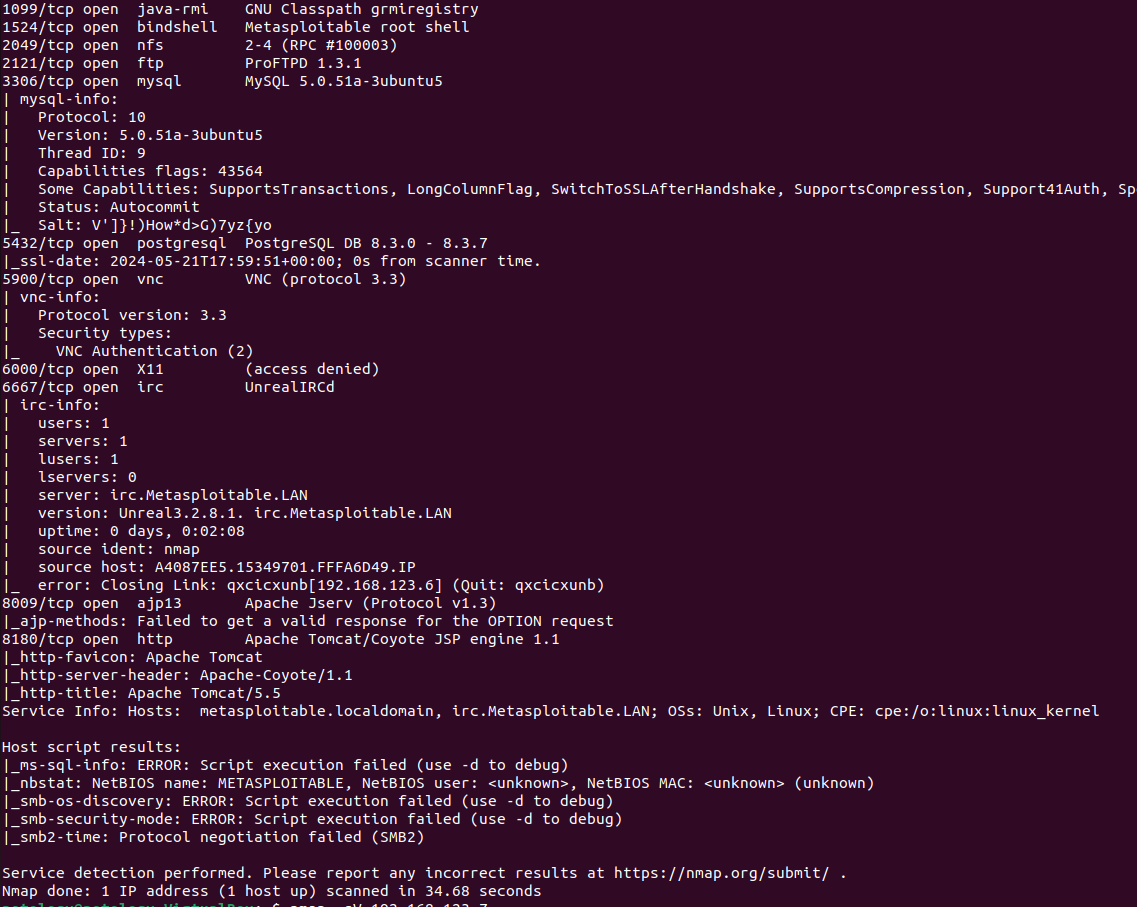 1099/tcp open  java-rmi    GNU Classpath grmiregistry
1524/tcp open  bindshell   Metasploitable root shell
2049/tcp open  nfs         2-4 (RPC #100003)
2121/tcp open  ftp         ProFTPD 1.3.1
3306/tcp open  mysql       MySQL 5.0.51a-3ubuntu5
| mysql-info:
|   Protocol: 10
|   Version: 5.0.51a-3ubuntu5
|   Thread ID: 9
|   Capabilities flags: 43564
|   Some Capabilities: SupportsTransactions, LongColumnFlag, SwitchToSSLAfterHandshake, SupportsCompression, Support41Auth,
|   Status: Autocommit
|_  Salt: V']}!)How*d>G)7yz{yo
5432/tcp open  postgresql  PostgreSQL DB 8.3.0 - 8.3.7
|_ssl-date: 2024-05-21T17:59:51+00:00; 0s from scanner time.
5900/tcp open  vnc         VNC (protocol 3.3)
| vnc-info:
|   Protocol version: 3.3
|   Security types:
|_    VNC Authentication (2)
6000/tcp open  X11         (access denied)
6667/tcp open  irc         UnrealIRCd
| irc-info:
|   users: 1
|   servers: 1
|   lusers: 1
|   lservers: 0
|   server: irc.Metasploitable.LAN
|   version: Unreal3.2.8.1. irc.Metasploitable.LAN
|   uptime: 0 days, 0:02:08
|   source ident: nmap
|   source host: A4087EE5.15349701.FFFA6D49.IP
|_  error: Closing Link: qxcicxunb[192.168.123.6] (Quit: qxcicxunb)
8009/tcp open  ajp13       Apache Jserv (Protocol v1.3)
|_ajp-methods: Failed to get a valid response for the OPTION request
8180/tcp open  http        Apache Tomcat/Coyote JSP engine 1.1
|_http-favicon: Apache Tomcat
|_http-server-header: Apache-Coyote/1.1
|_http-title: Apache Tomcat/5.5
Service Info: Hosts:  metasploitable.localdomain, irc.Metasploitable.LAN; OSs: Unix, Linux; CPE: cpe:/o:linux:linux_kernel
Host script results:
|_ms-sql-info: ERROR: Script execution failed (use -d to debug)
|_nbstat: NetBIOS name: METASPLOITABLE, NetBIOS user: <unknown>, NetBIOS MAC: <unknown> (unknown)
|_smb-os-discovery: ERROR: Script execution failed (use -d to debug)
|_smb-security-mode: ERROR: Script execution failed (use -d to debug)
|_smb2-time: Protocol negotiation failed (SMB2)
Service detection performed. Please report any incorrect results at https://nmap.org/submit/ .
Nmap done: 1 IP address (1 host up) scanned in 34.68 seconds